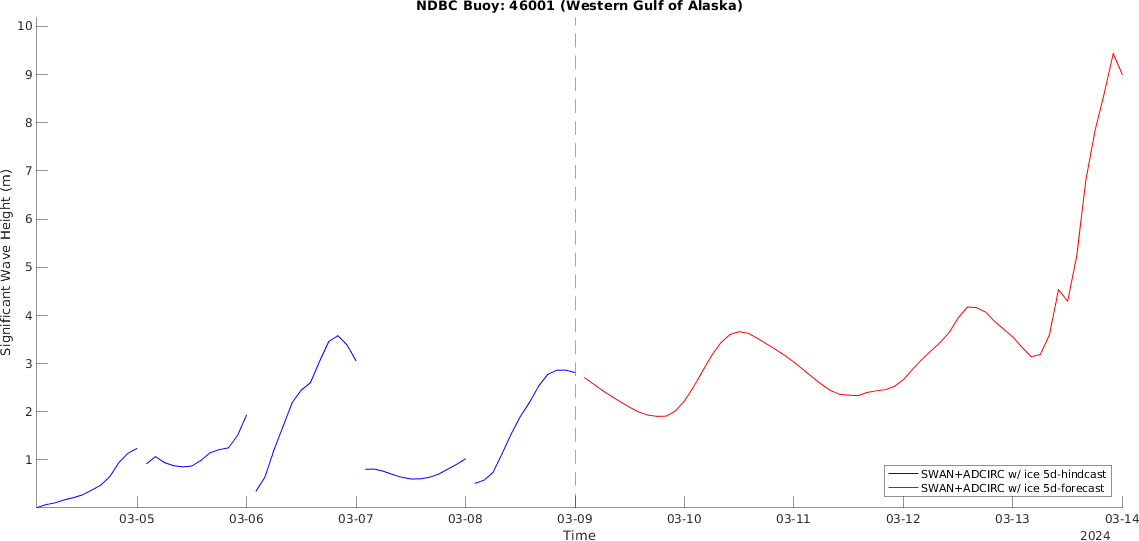 NDBC Buoy: 46001 (Western Gulf of Alaska)
10
9
8
7
6
5
4
3
2
1
Significant Wave Height (m)
SWAN+ADCIRC w/ ice 5d-hindcast
SWAN+ADCIRC w/ ice 5d-forecast
03-05 03-06 03-07 03-08 03-09 03-10 03-11 03-12 03-13 03-14
Time
2024